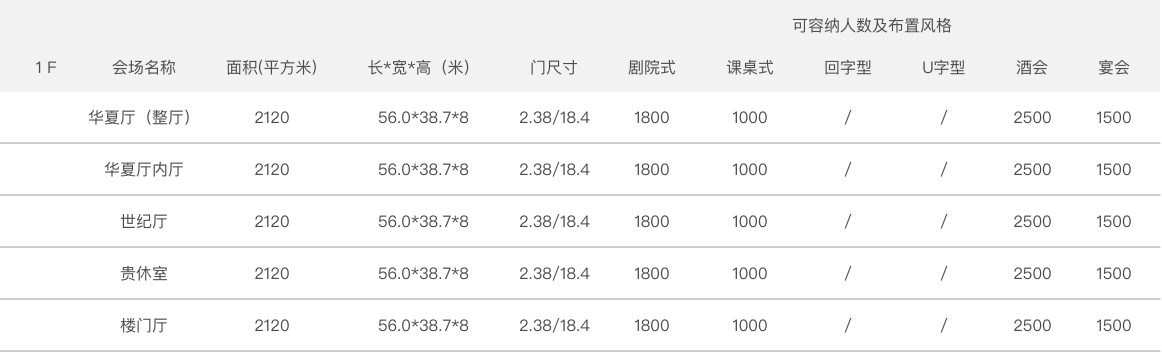 可容纳人数及布置风格
1 F 会场名称 面积(平方米) 长*宽*高（米） 门尺寸 剧院式 课桌式 回字型 U字型 酒会 宴会
华夏厅（整厅） 2120 56.0*38.7*8 2.38/18.4 1800 1000 / / 2500 1500
华夏厅内厅 2120 56.0*38.7*8 2.38/18.4 1800 1000 / / 2500 1500
世纪厅 2120 56.0*38.7*8 2.38/18.4 1800 1000 / / 2500 1500
贵休室 2120 56.0*38.7*8 2.38/18.4 1800 1000 / / 2500 1500
楼门厅 2120 56.0*38.7*8 2.38/18.4 1800 1000 / / 2500 1500